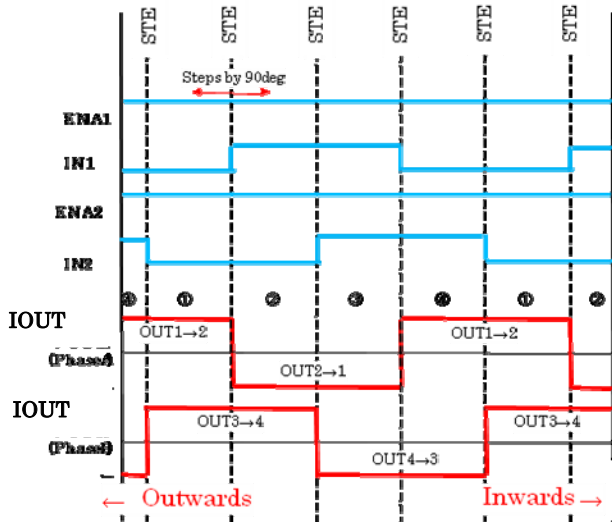 STE STE STE STE STE STE
Steps by 90deg
ENA1
IN1
ENA2
IN2
④ ① ② ③ ④ ① ②
IOUT
OUT1→2 OUT1→2
(PhaseA)
OUT2→1
IOUT
OUT3→4 OUT3→4
OUT4→3
← Outwards Inwards →